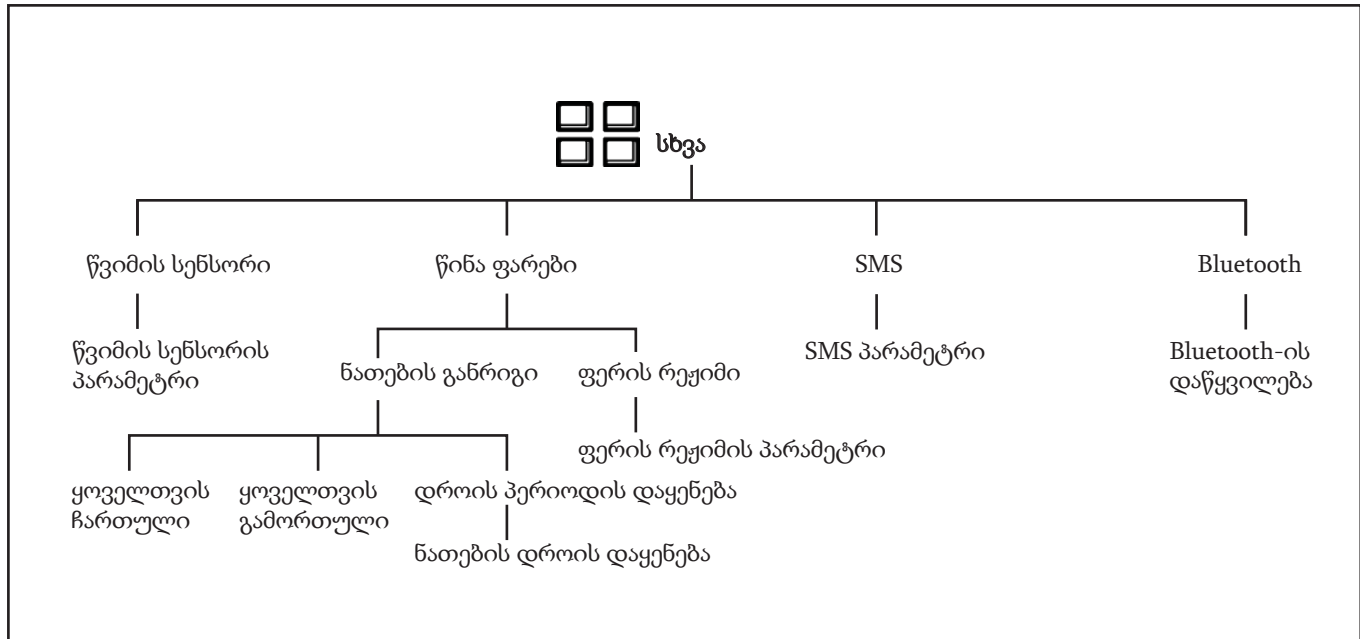 სხვა
წვიმის სენსორი
წინა ფარები
SMS
Bluetooth
წვიმის სენსორის
პარამეტრი
ნათების განრიგი
ფერის რეჟიმი
SMS პარამეტრი
Bluetooth-ის
დაწყვილება
ფერის რეჟიმის პარამეტრი
ყოველთვის
ჩართული
ყოველთვის
გამორთული
დროის პერიოდის დაყენება
ნათების დროის დაყენება